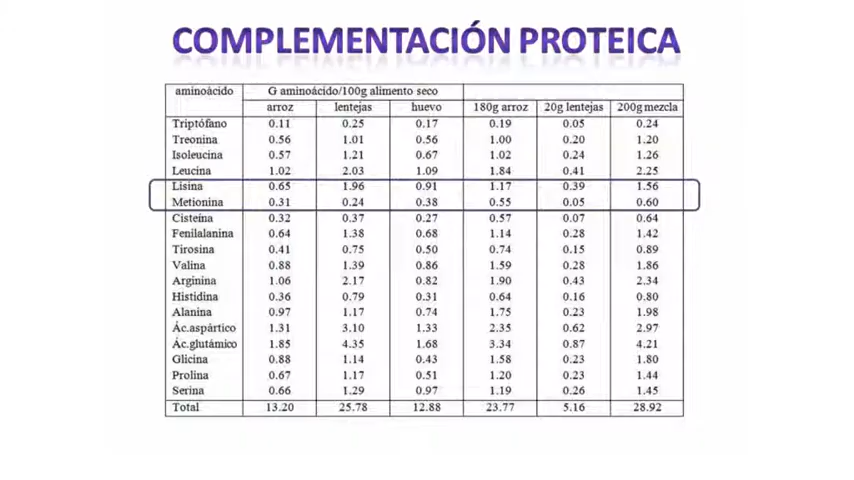 COMPLEMENTACIÓN PROTEICA
aminoácido G aminoácido/100g alimento seco
arroz lentejas huevo 180g arroz 20g lentejas 200g mezcla
Triptófano 0.11 0.25 0.17 0.19 0.05 0.24
Treonina 0.56 1.01 0.56 1.00 0.20 1.20
Isoleucina 0.57 1.21 0.67 1.02 0.24 1.26
Leucina 1.02 2.03 1.09 1.84 0.41 2.25
Lisina 0.65 1.96 0.91 1.17 0.39 1.56
Metionina 0.31 0.24 0.38 0.55 0.05 0.60
Cisteína 0.32 0.37 0.27 0.57 0.07 0.64
Fenilalanina 0.64 1.38 0.68 1.14 0.28 1.42
Tirosina 0.41 0.75 0.50 0.74 0.15 0.89
Valina 0.88 1.39 0.86 1.59 0.28 1.86
Arginina 1.06 2.17 0.82 1.90 0.43 2.34
Histidina 0.36 0.79 0.31 0.64 0.16 0.80
Alanina 0.97 1.17 0.74 1.75 0.23 1.98
Ác.aspártico 1.31 3.10 1.33 2.35 0.62 2.97
Ác.glutámico 1.85 4.35 1.68 3.34 0.87 4.21
Glicina 0.88 1.14 0.43 1.58 0.23 1.80
Prolina 0.67 1.17 0.51 1.20 0.23 1.44
Serina 0.66 1.29 0.97 1.19 0.26 1.45
Total 13.20 25.78 12.88 23.77 5.16 28.92